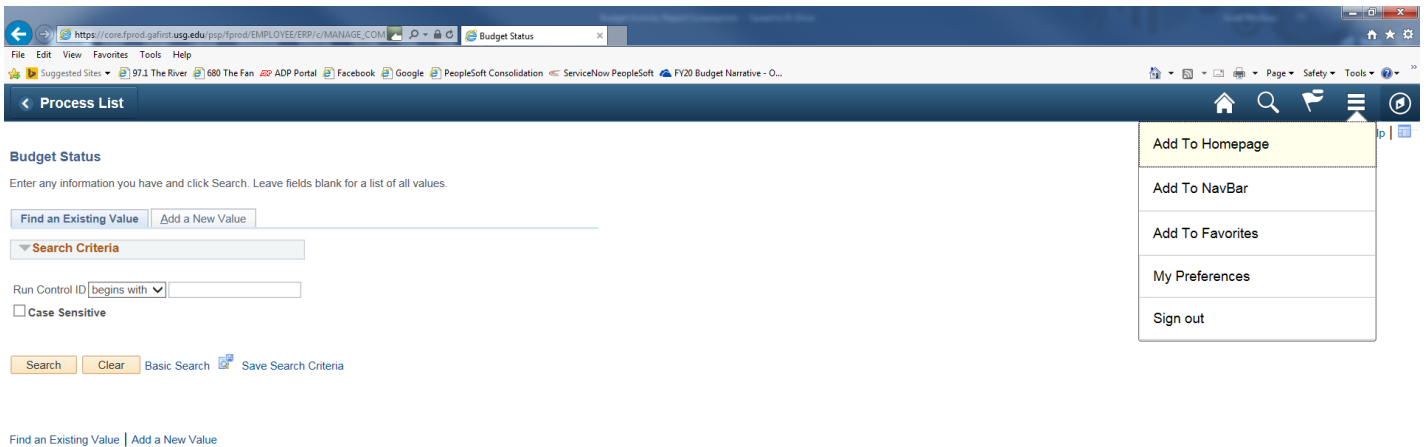 https://core.fprod.gafirst.usg.edu/psp/fprod/EMPLOYEE/ERP/c/MANAGE_COM Budget Status
File Edit View Favorites Tools Help
Suggested Sites 97.1 The River 680 The Fan ADP Portal Facebook Google PeopleSoft Consolidation ServiceNow PeopleSoft FY20 Budget Narrative - O... Page Safety Tools
Process List
Add To Homepage
lp |
Budget Status
Enter any information you have and click Search. Leave fields blank for a list of all values.
Add To NavBar
Find an Existing Value Add a New Value
Add To Favorites
Search Criteria
My Preferences
Run Control ID begins with
Case Sensitive
Sign out
Search Clear Basic Search Save Search Criteria
Find an Existing Value | Add a New Value